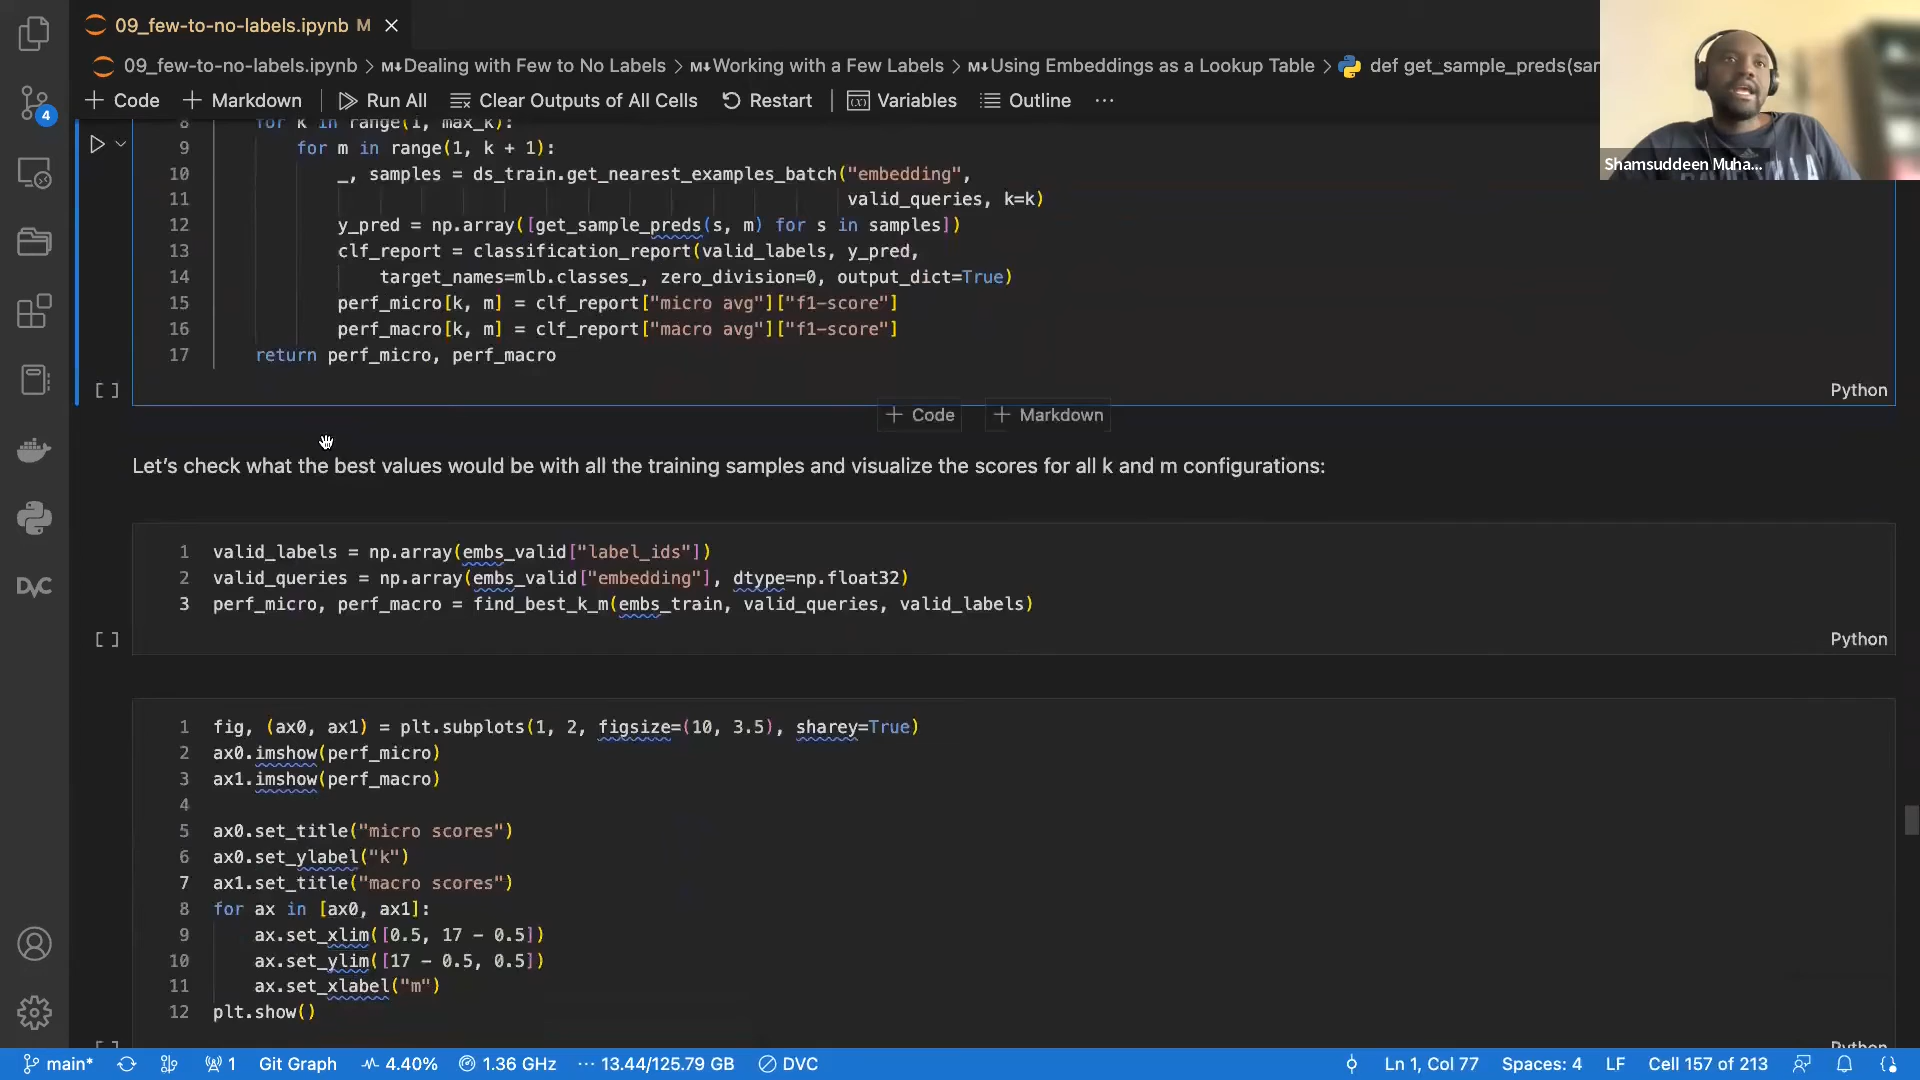 09_few-to-no-labels.ipynb M
09_few-to-no-labels.ipynb > M↓Dealing with Few to No Labels > M↓Working with a Few Labels > M↓Using Embeddings as a Lookup Table > def get_sample_preds(sar
+ Code + Markdown Run All Clear Outputs of All Cells Restart Variables Outline ...
Shamsuddeen Muha...
4
8 for k in range(i, max_k):
9 for m in range(1, k + 1):
10 _, samples = ds_train.get_nearest_examples_batch("embedding",
11 valid_queries, k=k)
12 y_pred = np.array([get_sample_preds(s, m) for s in samples])
13 clf_report = classification_report(valid_labels, y_pred,
14 target_names=mlb.classes_, zero_division=0, output_dict=True)
15 perf_micro[k, m] = clf_report["micro avg"]["f1-score"]
16 perf_macro[k, m] = clf_report["macro avg"]["f1-score"]
17 return perf_micro, perf_macro
[ ] Python
+ Code + Markdown
Let's check what the best values would be with all the training samples and visualize the scores for all k and m configurations:
1 valid_labels = np.array(embs_valid["label_ids"])
2 valid_queries = np.array(embs_valid["embedding"], dtype=np.float32)
3 perf_micro, perf_macro = find_best_k_m(embs_train, valid_queries, valid_labels)
[ ] Python
DVC
1 fig, (ax0, ax1) = plt.subplots(1, 2, figsize=(10, 3.5), sharey=True)
2 ax0.imshow(perf_micro)
3 ax1.imshow(perf_macro)
4
5 ax0.set_title("micro scores")
6 ax0.set_ylabel("k")
7 ax1.set_title("macro scores")
8 for ax in [ax0, ax1]:
9 ax.set_xlim([0.5, 17 - 0.5])
10 ax.set_ylim([17 - 0.5, 0.5])
11 ax.set_xlabel("m")
12 plt.show()
[ ] Python
main* 1 Git Graph 4.40% 1.36 GHz ... 13.44/125.79 GB DVC Ln 1, Col 77 Spaces: 4 LF Cell 157 of 213